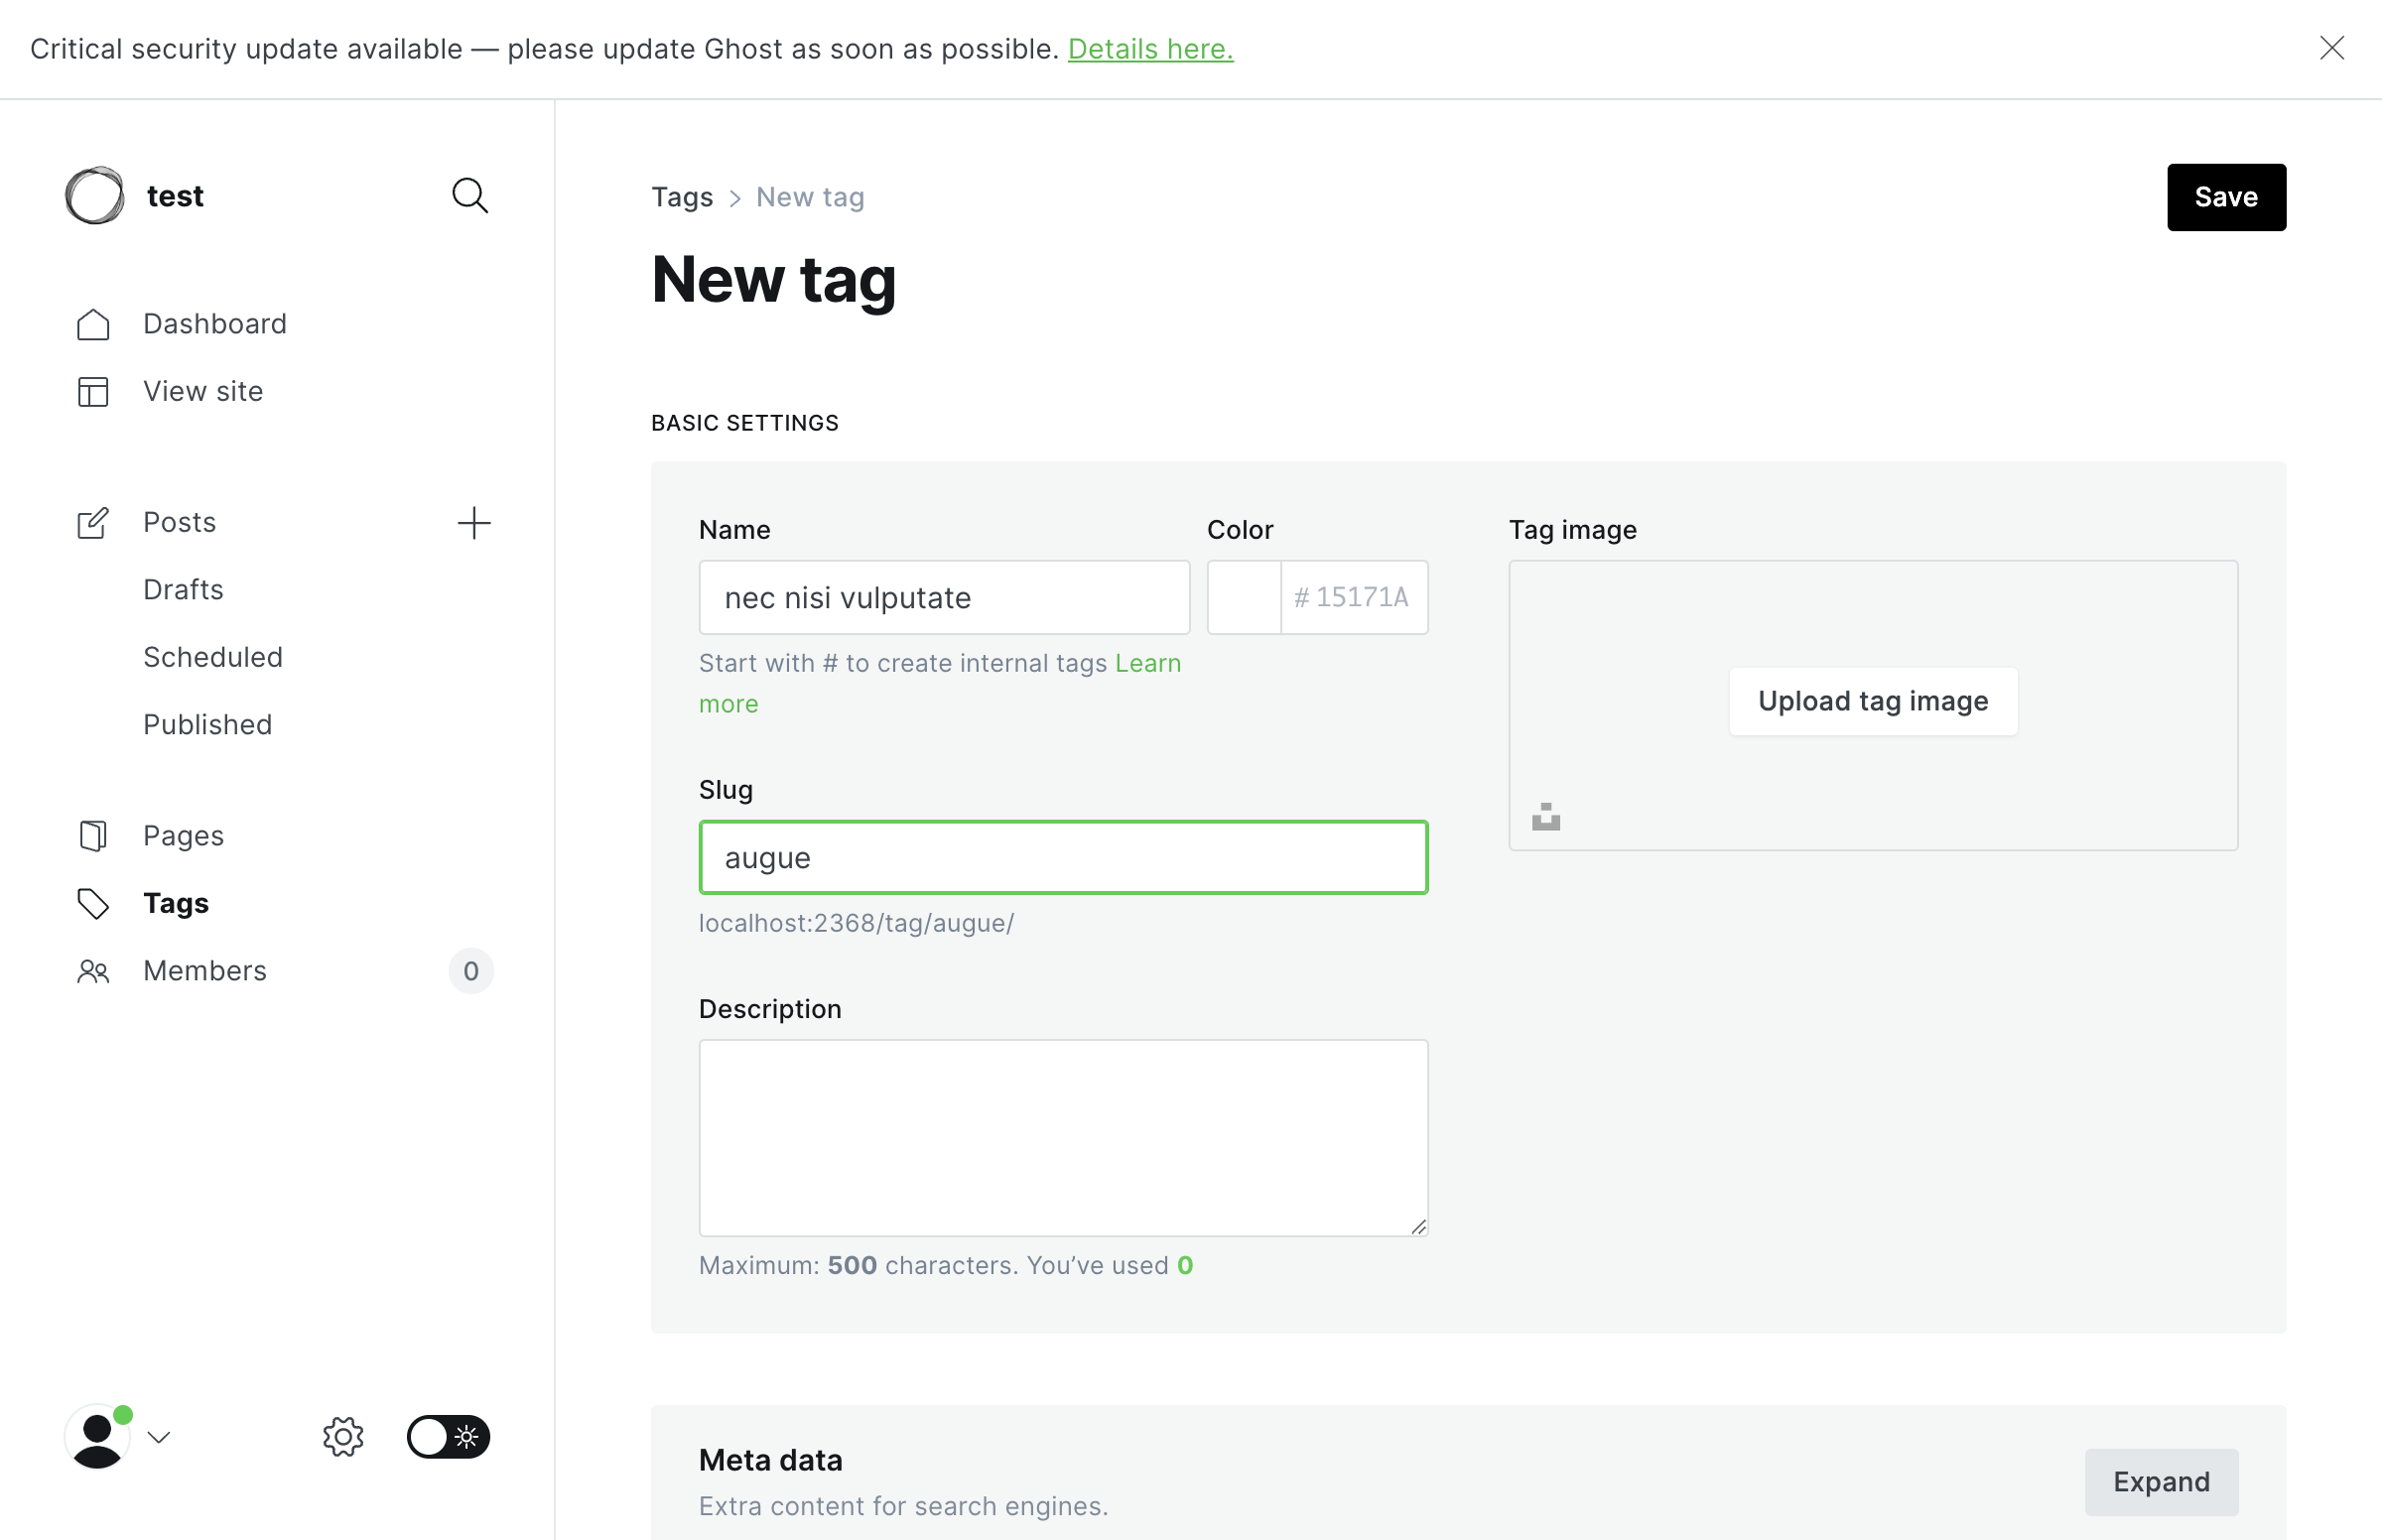 Critical security update available — please update Ghost as soon as possible. Details here.
test
Dashboard
View site
Posts
Drafts
Scheduled
Published
Pages
Tags
Members
0
Tags > New tag
Save
New tag
BASIC SETTINGS
Name
nec nisi vulputate
Start with # to create internal tags Learn
more
Color
# 15171A
Slug
augue
localhost:2368/tag/augue/
Description
Maximum: 500 characters. You’ve used 0
Tag image
Upload tag image
Meta data
Extra content for search engines.
Expand